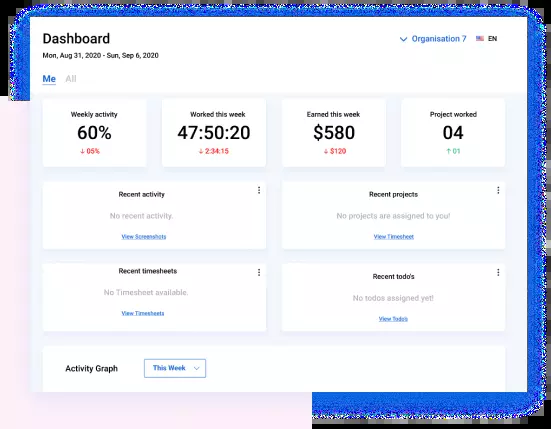 Dashboard
Organisation 7
EN
Mon, Aug 31, 2020 - Sun, Sep 6, 2020
Me All
Weekly activity
60%
↓ 05%
Worked this week
47:50:20
↓ 2:34:15
Earned this week
$580
↓ $120
Project worked
04
↑ 01
Recent activity
No recent activity.
View Screenshots
Recent projects
No projects are assigned to you!
View Timesheet
Recent timesheets
No Timesheet available.
View Timesheets
Recent todo's
No todos assigned yet!
View Todo's
Activity Graph
This Week